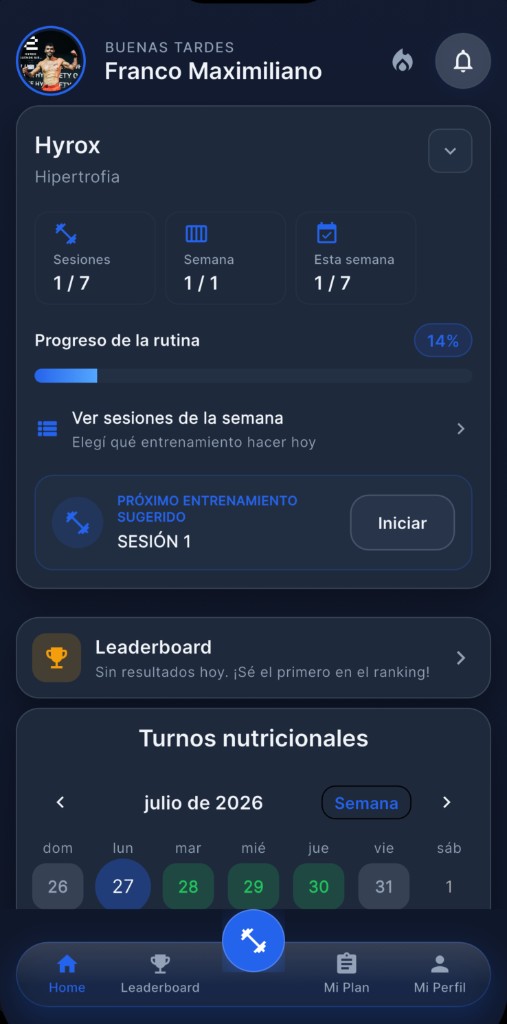 BUENAS TARDES
Franco Maximiliano
Hyrox
Hipertrofia
Sesiones
1 / 7
Semana
1 / 1
Esta semana
1 / 7
Progreso de la rutina
14%
Ver sesiones de la semana
Elegí qué entrenamiento hacer hoy
PRÓXIMO ENTRENAMIENTO
SUGERIDO
SESIÓN 1
Iniciar
Leaderboard
Sin resultados hoy. ¡Sé el primero en el ranking!
Turnos nutricionales
julio de 2026
Semana
dom lun mar mié jue vie sáb
26 27 28 29 30 31 1
Home
Leaderboard
Mi Plan
Mi Perfil